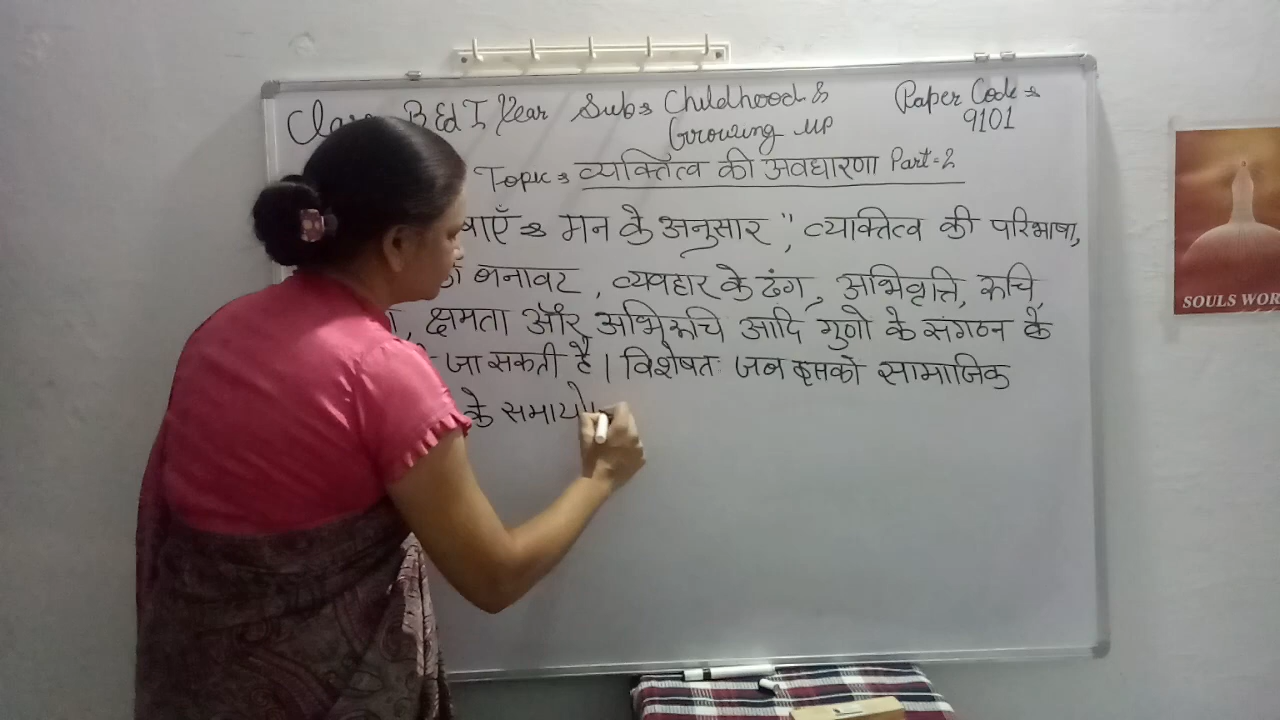 Class B Ed I Year Sub= Childhood & Growing up Paper Code = 9101
Topic = व्यक्तित्व की अवधारणा Part=2
मन के अनुसार", व्यक्तित्व की परिभाषा,
बनावट, व्यवहार के ढंग, अभिवृत्ति, रूचि,
क्षमता और अभिरूचि आदि गुणो के संगठन के
जा सकती है। विशेषतः जब इसको सामाजिक
के समायो
SOULS WOR